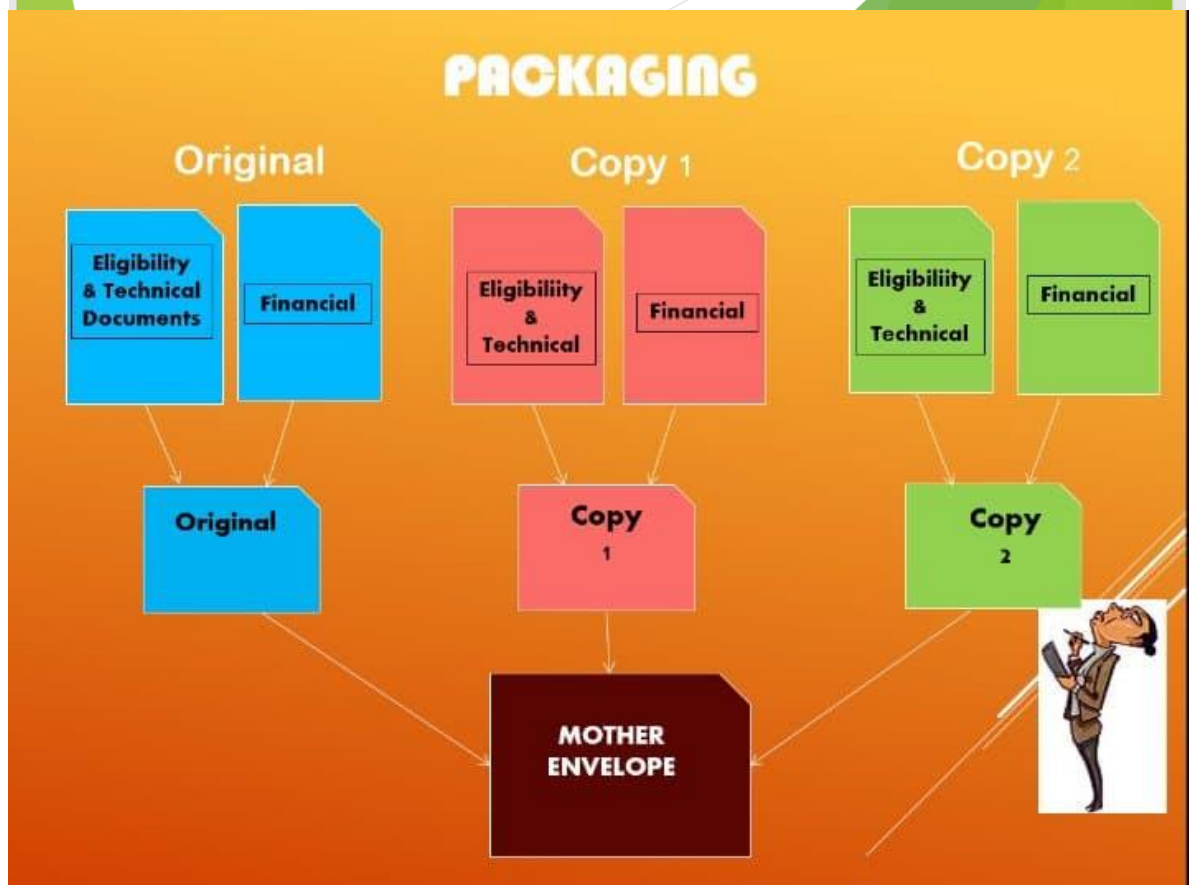 PACKAGING
Original
Copy 1
Copy 2
Eligibility
& Technical
Documents
Financial
Eligibiliity
&
Technical
Financial
Eligibiliity
&
Technical
Financial
Original
Copy
1
Copy
2
MOTHER
ENVELOPE